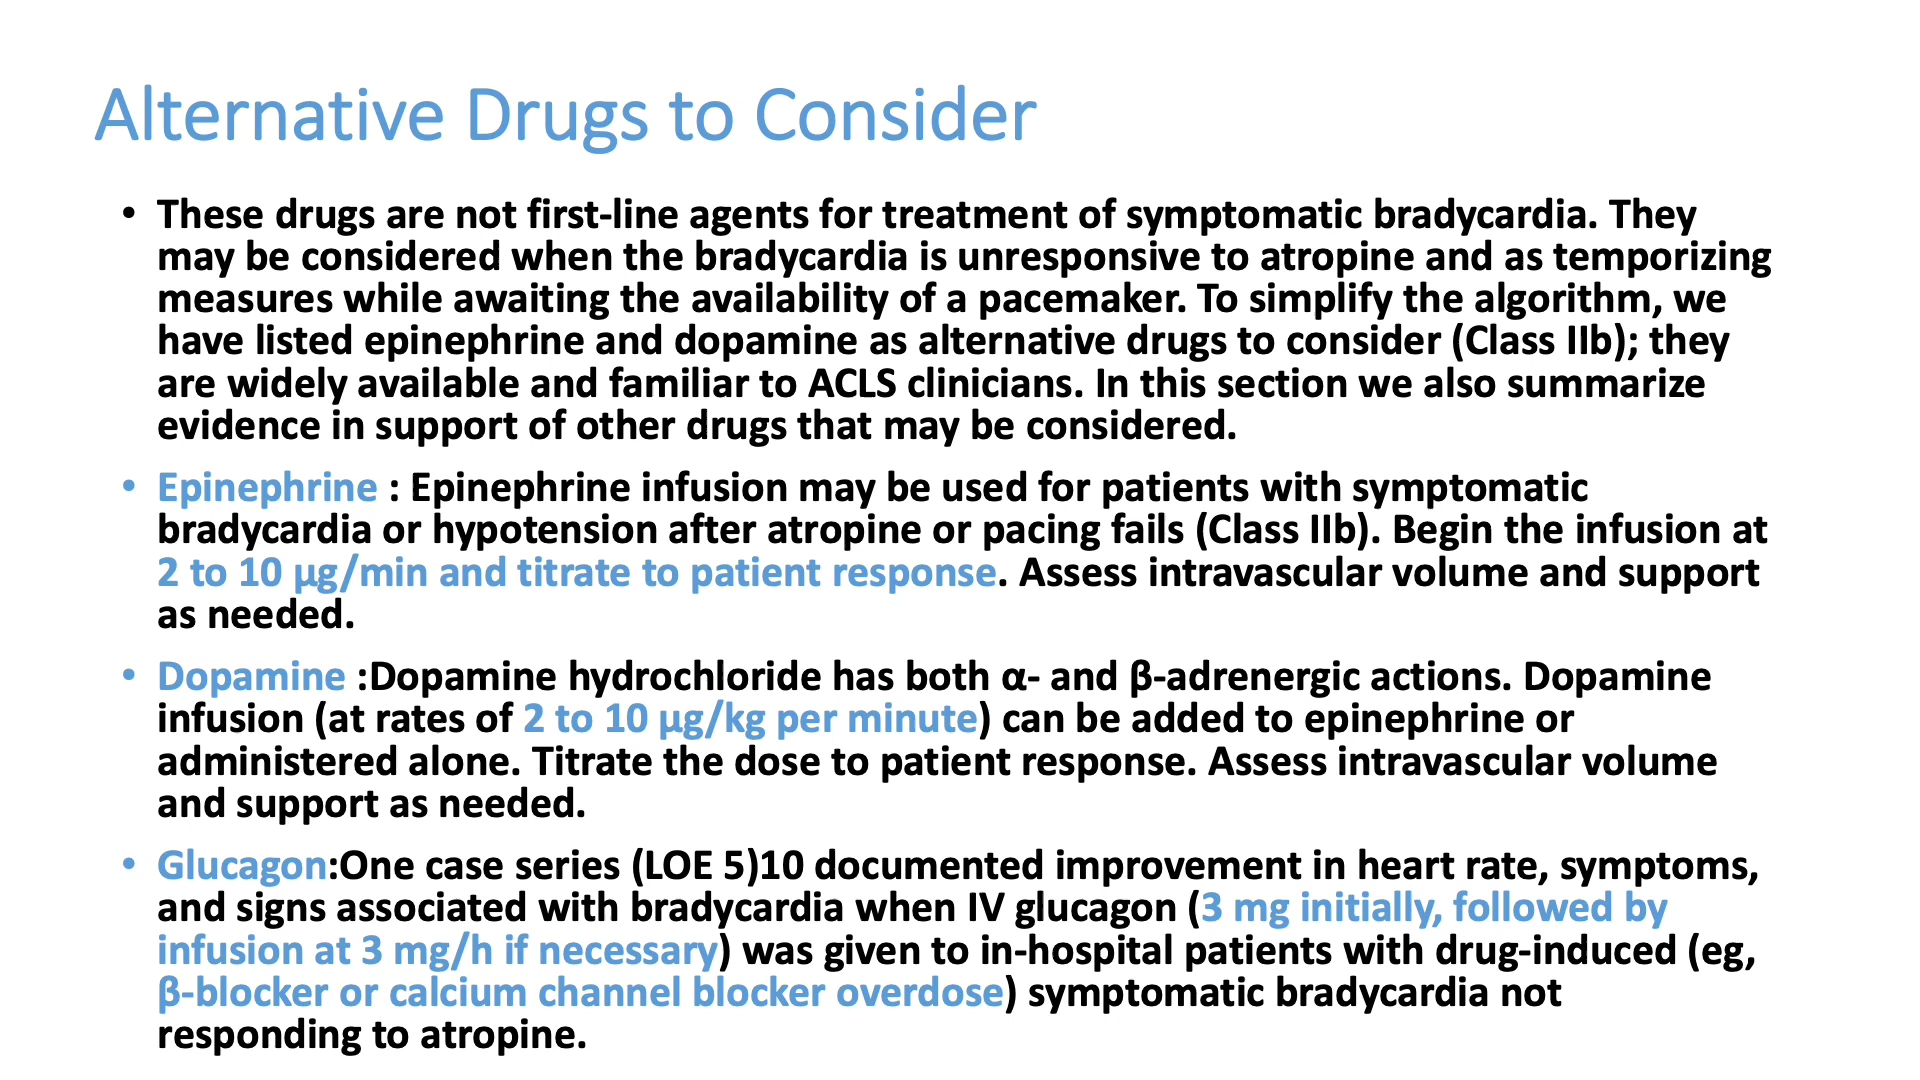 Alternative Drugs to Consider
• These drugs are not first-line agents for treatment of symptomatic bradycardia. They
may be considered when the bradycardia is unresponsive to atropine and as temporizing
measures while awaiting the availability of a pacemaker. To simplify the algorithm, we
have listed epinephrine and dopamine as alternative drugs to consider (Class IIb); they
are widely available and familiar to ACLS clinicians. In this section we also summarize
evidence in support of other drugs that may be considered.
• Epinephrine : Epinephrine infusion may be used for patients with symptomatic
bradycardia or hypotension after atropine or pacing fails (Class IIb). Begin the infusion at
2 to 10 µg/min and titrate to patient response. Assess intravascular volume and support
as needed.
• Dopamine :Dopamine hydrochloride has both α- and β-adrenergic actions. Dopamine
infusion (at rates of 2 to 10 µg/kg per minute) can be added to epinephrine or
administered alone. Titrate the dose to patient response. Assess intravascular volume
and support as needed.
• Glucagon:One case series (LOE 5)10 documented improvement in heart rate, symptoms,
and signs associated with bradycardia when IV glucagon (3 mg initially, followed by
infusion at 3 mg/h if necessary) was given to in-hospital patients with drug-induced (eg,
β-blocker or calcium channel blocker overdose) symptomatic bradycardia not
responding to atropine.